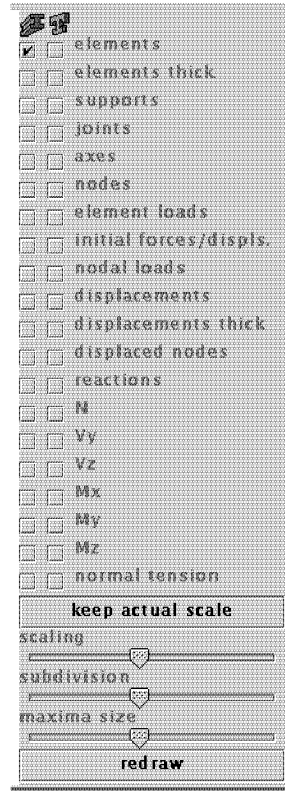 elements
elements thick
supports
joints
axes
nodes
element loads
initial forces/displs.
nodal loads
displacements
displacements thick
displaced nodes
reactions
N
Vy
Vz
Mx
My
Mz
normal tension
keep actual scale
scaling
subdivision
maxima size
redraw